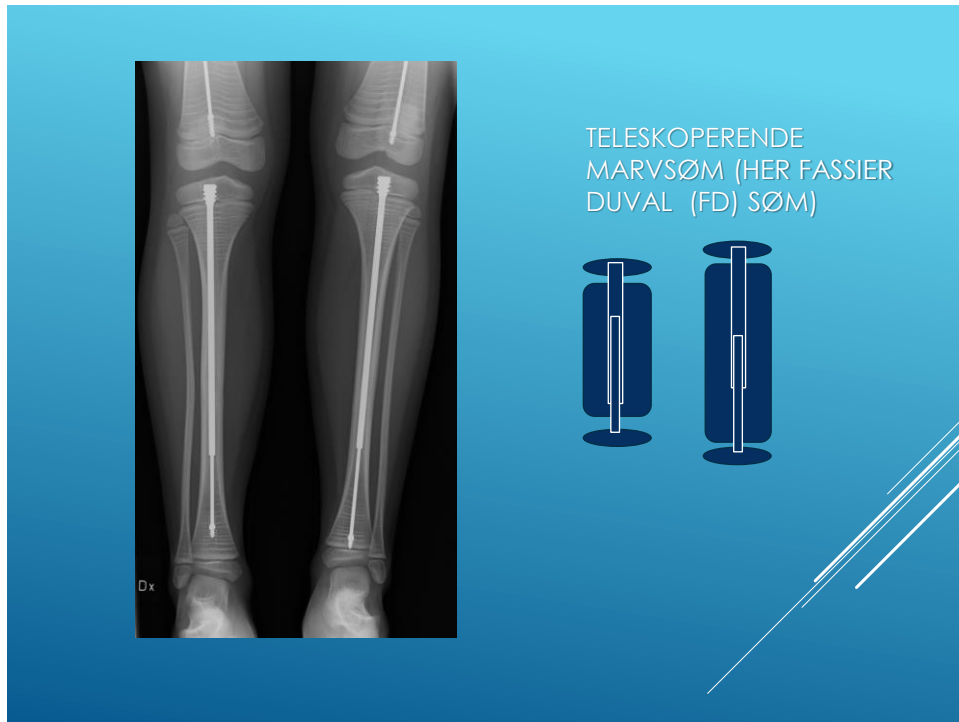 TELESKOPERENDE
MARVSØM (HER FASSIER
DUVAL  (FD) SØM)
Dx